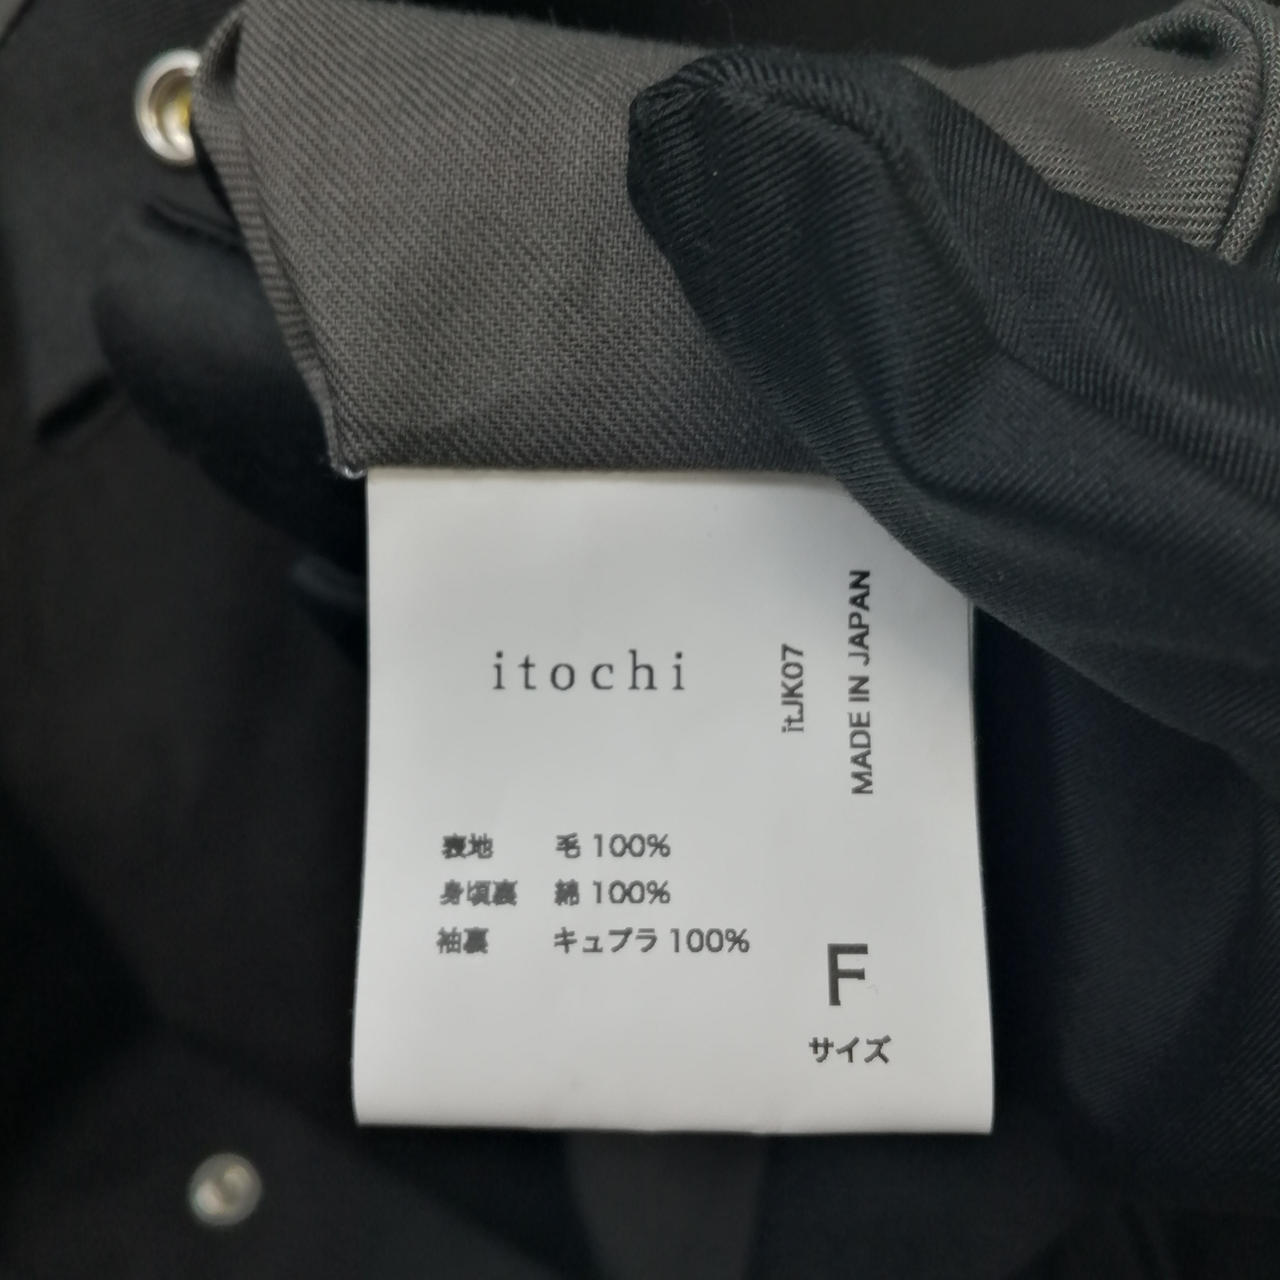 itochi
itJK07
MADE IN JAPAN
表地 毛 100%
身頃裏 綿 100%
袖裏 キュプラ 100%
F
サイズ